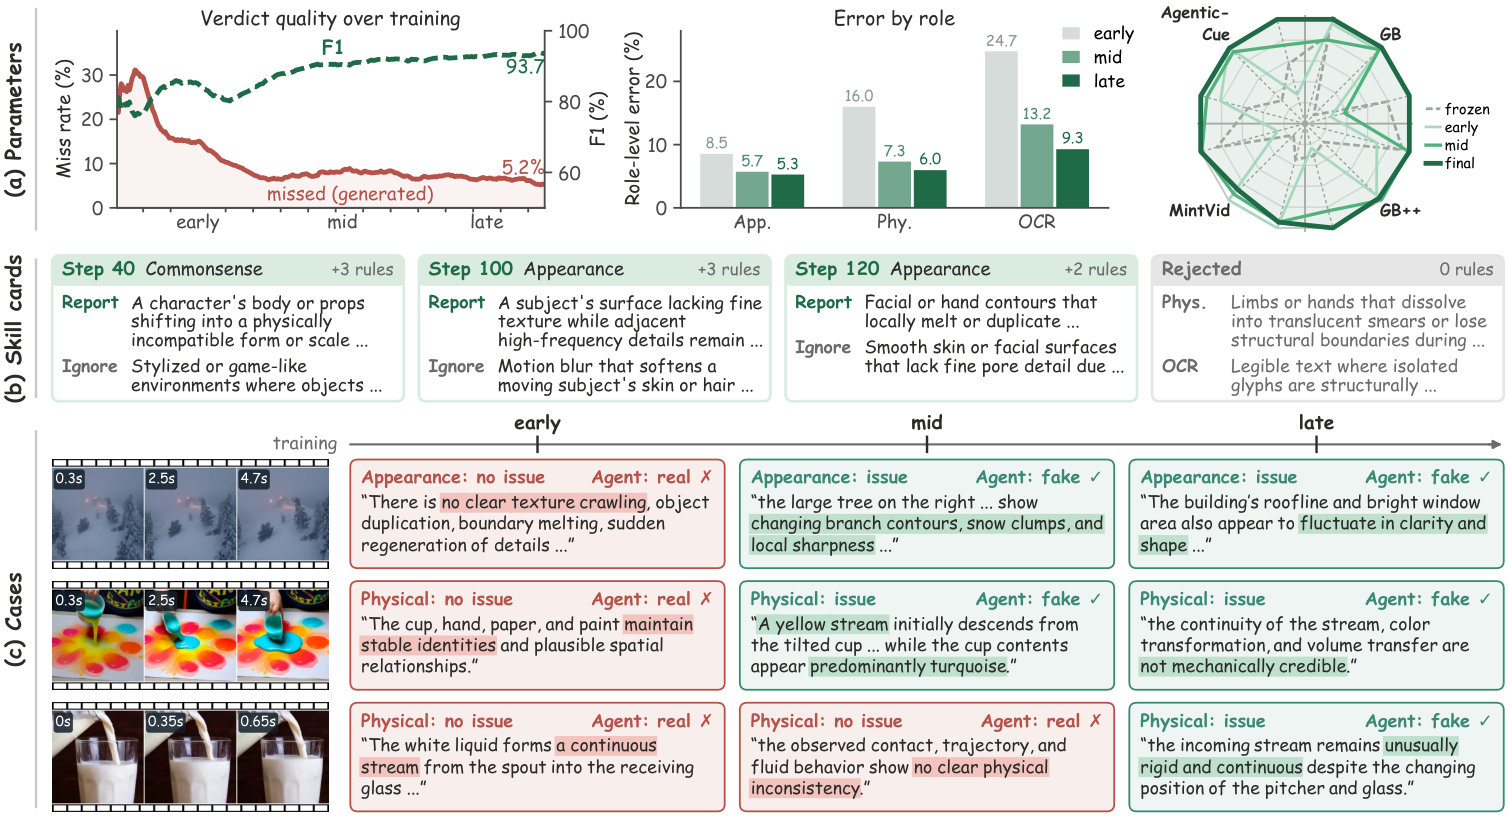 (a) Parameters
Verdict quality over training
Miss rate (%)
30
20
10
0
F1
93.7
5.2%
missed (generated)
early
mid
late
100
80
60
F1 (%)
Error by role
Role-level error (%)
20
10
0
8.5
5.7
5.3
16.0
7.3
6.0
24.7
13.2
9.3
App.
Phy.
OCR
early
mid
late
Agentic-
Cue
GB
GB++
MintVid
frozen
early
mid
final
(b) Skill cards
Step 40 Commonsense +3 rules
Report A character's body or props
shifting into a physically
incompatible form or scale ...
Ignore Stylized or game-like
environments where objects ...
Step 100 Appearance +3 rules
Report A subject's surface lacking fine
texture while adjacent
high-frequency details remain ...
Ignore Motion blur that softens a
moving subject's skin or hair ...
Step 120 Appearance +2 rules
Report Facial or hand contours that
locally melt or duplicate ...
Ignore Smooth skin or facial surfaces
that lack fine pore detail due ...
Rejected 0 rules
Phys. Limbs or hands that dissolve
into translucent smears or lose
structural boundaries during ...
OCR Legible text where isolated
glyphs are structurally ...
(c) Cases
training
early
mid
late
0.3s 2.5s 4.7s
Appearance: no issue Agent: real ✗
“There is no clear texture crawling, object
duplication, boundary melting, sudden
regeneration of details ...”
Appearance: issue Agent: fake ✓
“the large tree on the right ... show
changing branch contours, snow clumps, and
local sharpness ...”
Appearance: issue Agent: fake ✓
“The building’s roofline and bright window
area also appear to fluctuate in clarity and
shape ...”
0.3s 2.5s 4.7s
Physical: no issue Agent: real ✗
“The cup, hand, paper, and paint maintain
stable identities and plausible spatial
relationships.”
Physical: issue Agent: fake ✓
“A yellow stream initially descends from
the tilted cup ... while the cup contents
appear predominantly turquoise.”
Physical: issue Agent: fake ✓
“the continuity of the stream, color
transformation, and volume transfer are
not mechanically credible.”
0s 0.35s 0.65s
Physical: no issue Agent: real ✗
“The white liquid forms a continuous
stream from the spout into the receiving
glass ...”
Physical: no issue Agent: real ✗
“the observed contact, trajectory, and
fluid behavior show no clear physical
inconsistency.”
Physical: issue Agent: fake ✓
“the incoming stream remains unusually
rigid and continuous despite the changing
position of the pitcher and glass.”